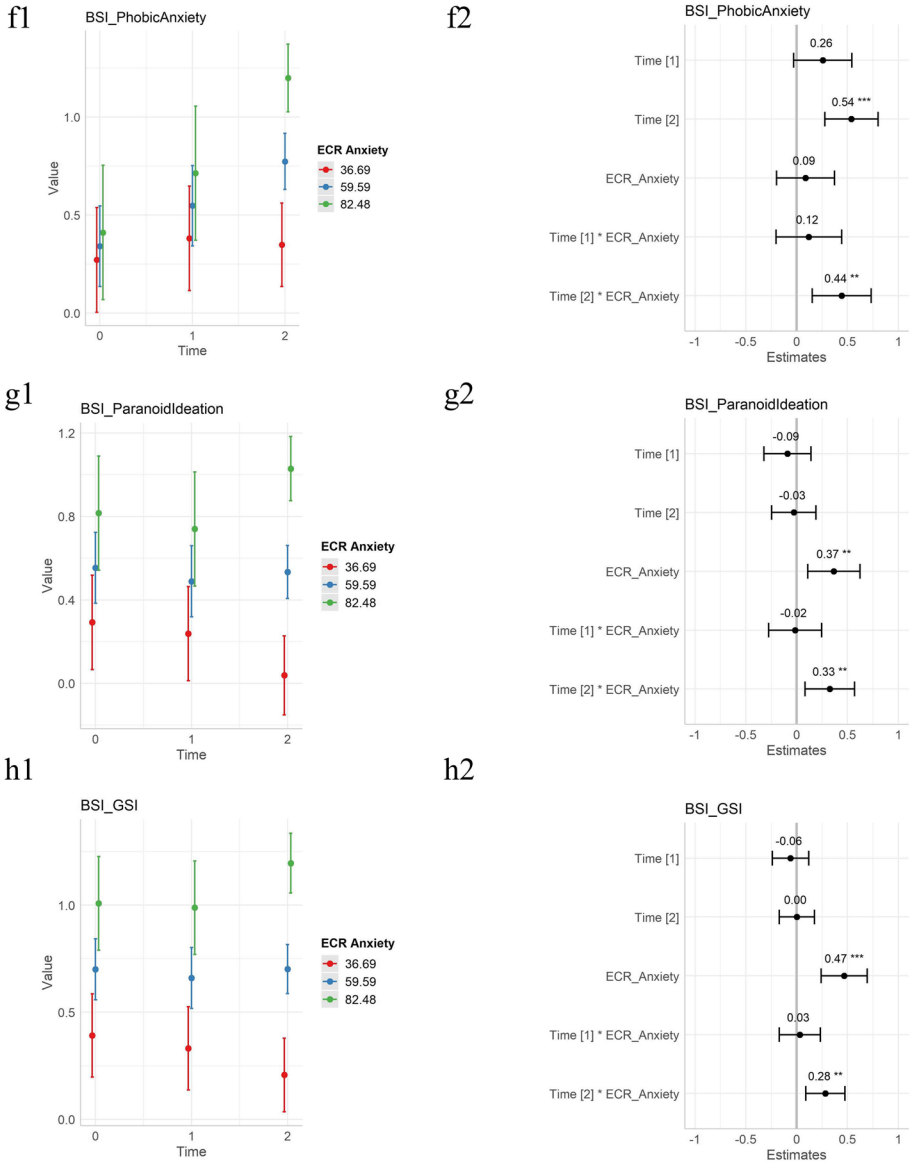 f1
BSI_PhobicAnxiety
Value
1.0
0.5
0.0
0 1 2
Time
ECR Anxiety
36.69
59.59
82.48
f2
BSI_PhobicAnxiety
Time [1]
0.26
Time [2]
0.54 ***
ECR_Anxiety
0.09
Time [1] * ECR_Anxiety
0.12
Time [2] * ECR_Anxiety
0.44 **
-1 -0.5 0 0.5 1
Estimates
g1
BSI_ParanoidIdeation
Value
1.2
0.8
0.4
0.0
0 1 2
Time
ECR Anxiety
36.69
59.59
82.48
g2
BSI_ParanoidIdeation
Time [1]
-0.09
Time [2]
-0.03
ECR_Anxiety
0.37 **
Time [1] * ECR_Anxiety
-0.02
Time [2] * ECR_Anxiety
0.33 **
-1 -0.5 0 0.5 1
Estimates
h1
BSI_GSI
Value
1.0
0.5
0.0
0 1 2
Time
ECR Anxiety
36.69
59.59
82.48
h2
BSI_GSI
Time [1]
-0.06
Time [2]
0.00
ECR_Anxiety
0.47 ***
Time [1] * ECR_Anxiety
0.03
Time [2] * ECR_Anxiety
0.28 **
-1 -0.5 0 0.5 1
Estimates